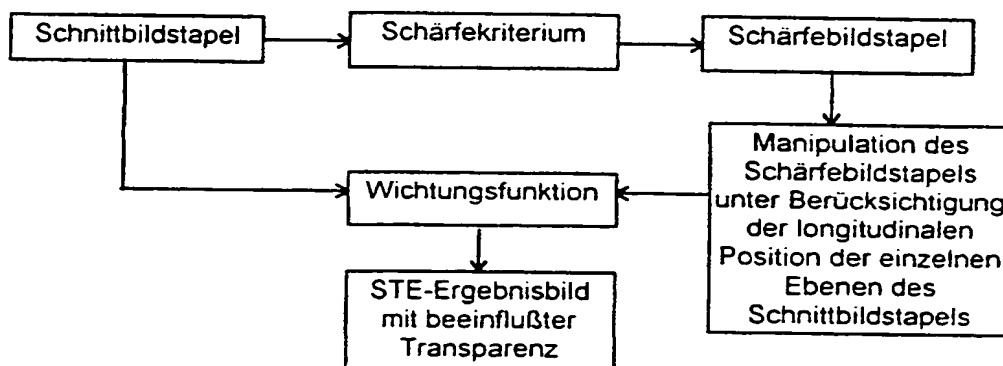 Schnittbildstapel
Schärfekriterium
Schärfebildstapel
Manipulation des
Schärfebildstapels
unter Berücksichtigung
der longitudinalen
Position der einzelnen
Ebenen des
Schnittbildstapels
Wichtungsfunktion
STE-Ergebnisbild
mit beeinflußter
Transparenz